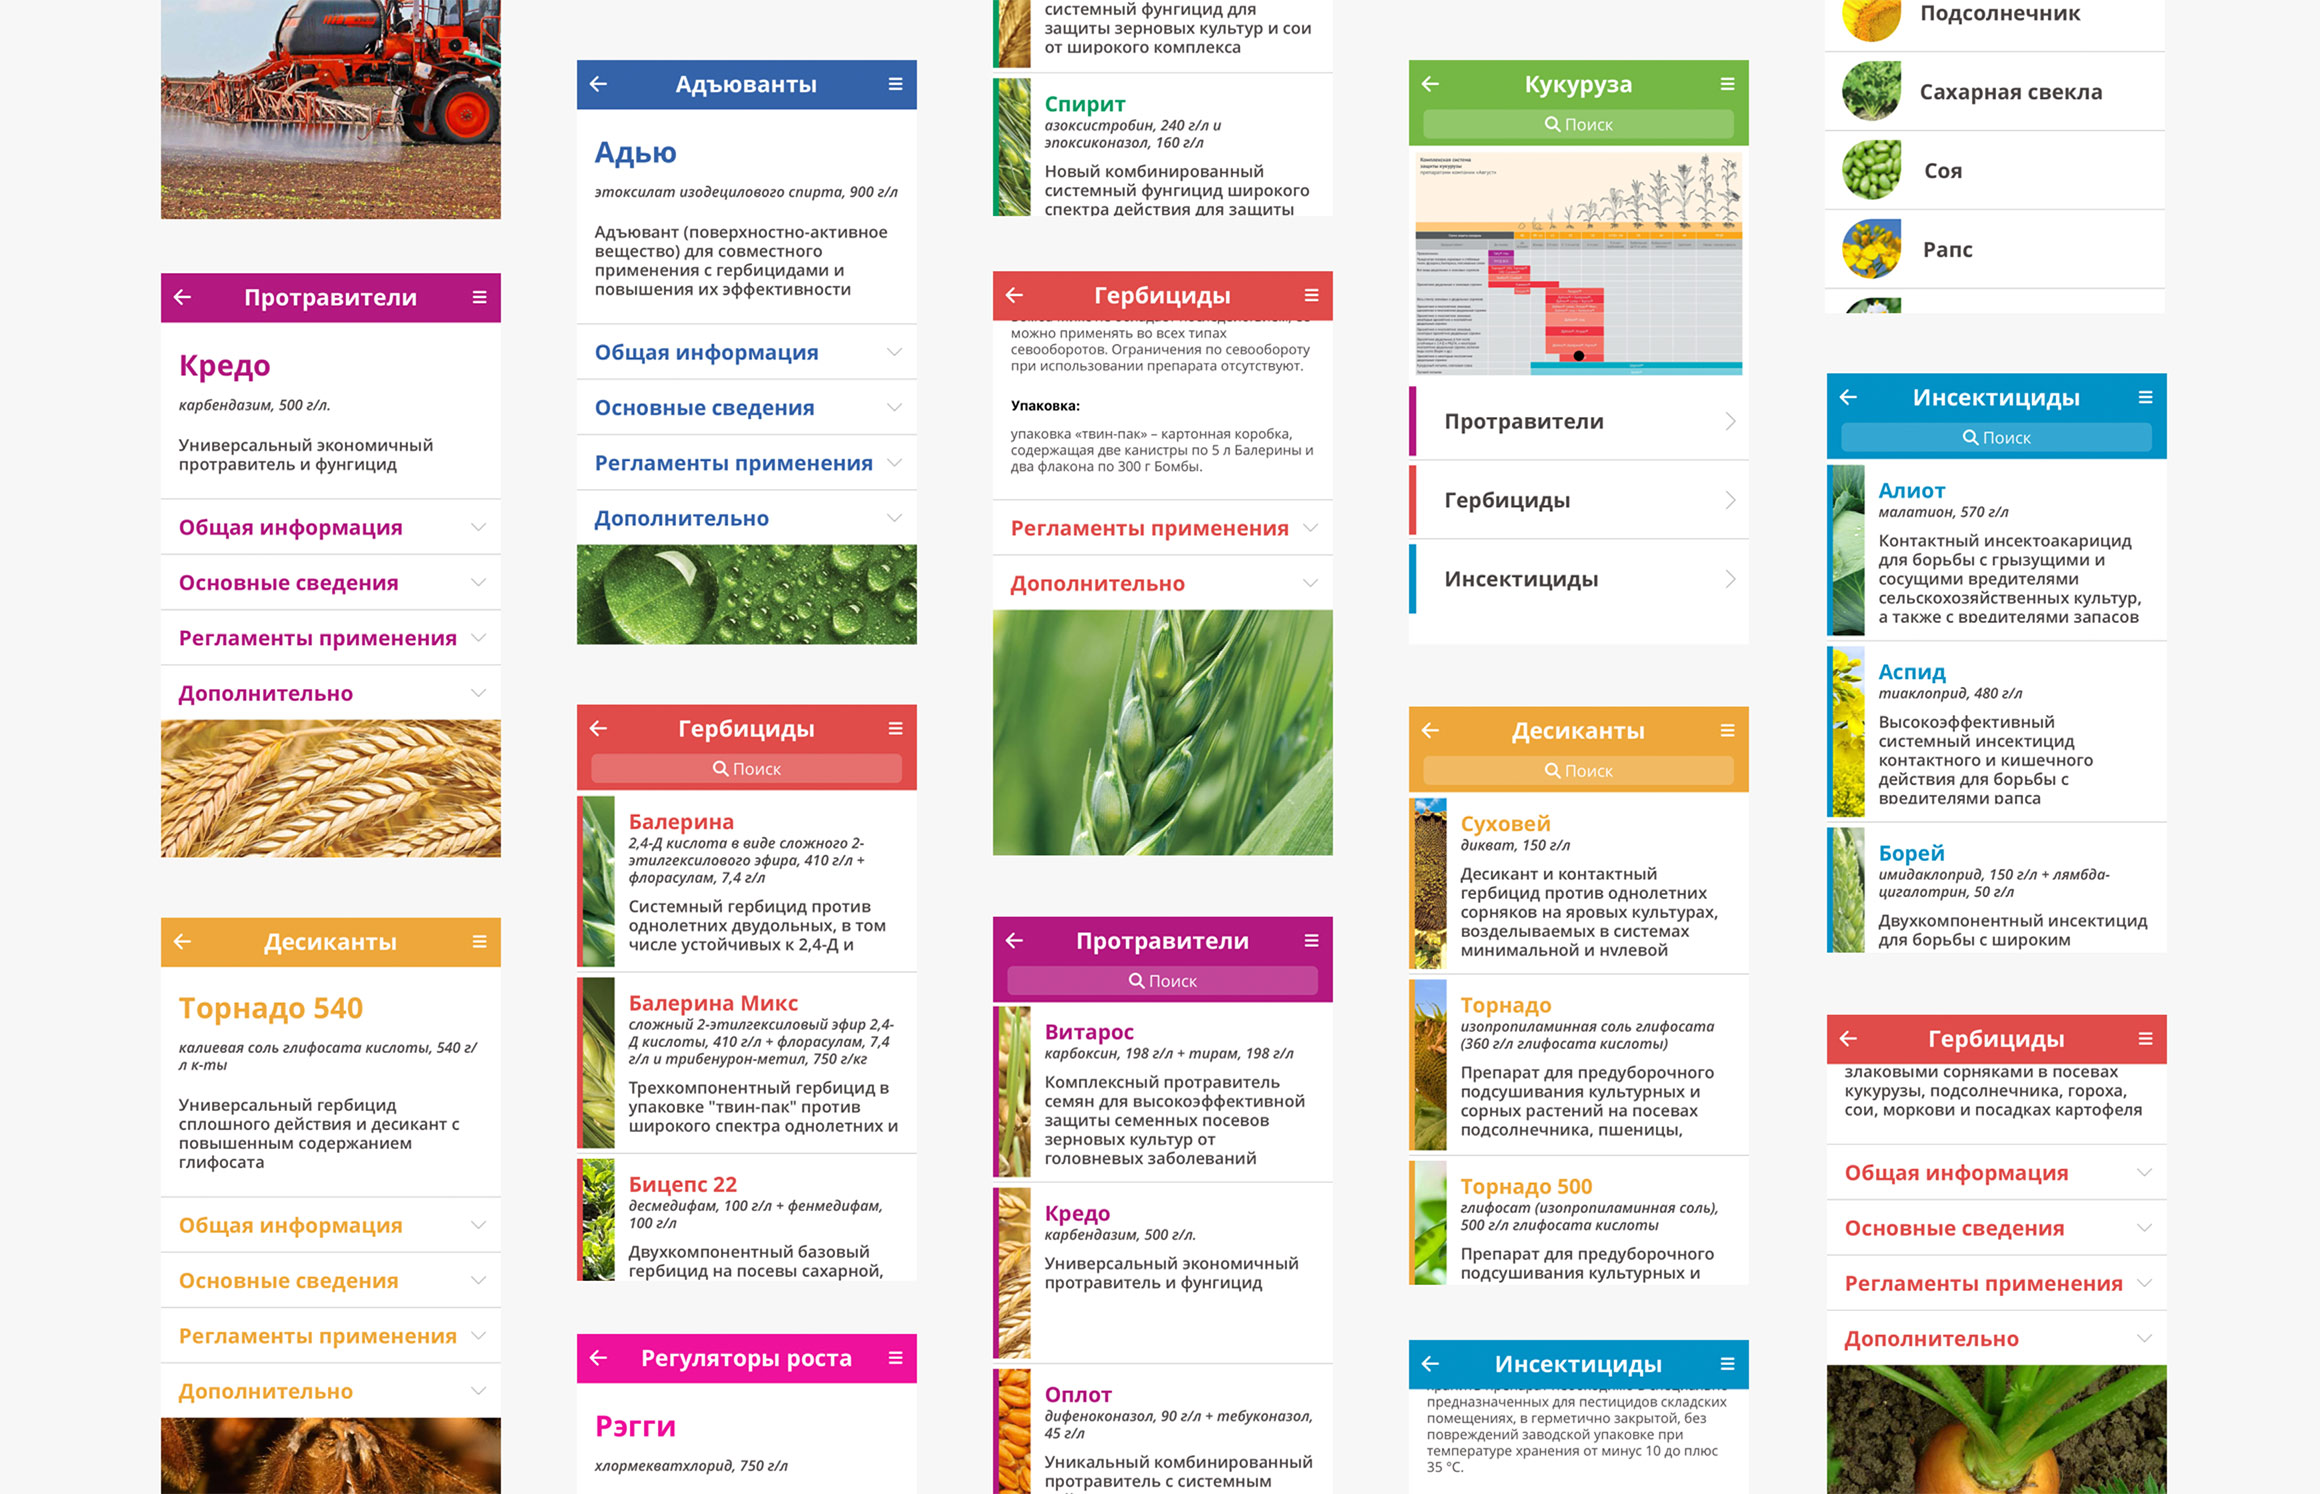 Протравители
Кредо
карбендазим, 500 г/л.
Универсальный экономичный
протравитель и фунгицид
Общая информация
Основные сведения
Регламенты применения
Дополнительно
Десиканты
Торнадо 540
калиевая соль глифосата кислоты, 540 г/
л к-ты
Универсальный гербицид
сплошного действия и десикант с
повышенным содержанием
глифосата
Общая информация
Основные сведения
Регламенты применения
Дополнительно
Адъюванты
Адью
этоксилат изодецилового спирта, 900 г/л
Адъювант (поверхностно-активное
вещество) для совместного
применения с гербицидами и
повышения их эффективности
Общая информация
Основные сведения
Регламенты применения
Дополнительно
Гербициды
Поиск
Балерина
2,4-Д кислота в виде сложного 2-
этилгексилового эфира, 410 г/л +
флорасулам, 7,4 г/л
Системный гербицид против
однолетних двудольных, в том
числе устойчивых к 2,4-Д и
Балерина Микс
сложный 2-этилгексиловый эфир 2,4-
Д кислоты, 410 г/л + флорасулам, 7,4
г/л и трибенурон-метил, 750 г/кг
Трехкомпонентный гербицид в
упаковке "твин-пак" против
широкого спектра однолетних и
Бицепс 22
десмедифам, 100 г/л + фенмедифам,
100 г/л
Двухкомпонентный базовый
гербицид на посевы сахарной,
Регуляторы роста
Рэгги
хлормекватхлорид, 750 г/л
системный фунгицид для
защиты зерновых культур и сои
от широкого комплекса
Спирит
азоксистробин, 240 г/л и
эпоксиконазол, 160 г/л
Новый комбинированный
системный фунгицид широкого
спектра действия для защиты
Гербициды
можно применять во всех типах
севооборотов. Ограничения по севообороту
при использовании препарата отсутствуют.
Упаковка:
упаковка «твин-пак» – картонная коробка,
содержащая две канистры по 5 л Балерины и
два флакона по 300 г Бомбы.
Регламенты применения
Дополнительно
Протравители
Поиск
Витарос
карбоксин, 198 г/л + тирам, 198 г/л
Комплексный протравитель
семян для высокоэффективной
защиты семенных посевов
зерновых культур от
головневых заболеваний
Кредо
карбендазим, 500 г/л.
Универсальный экономичный
протравитель и фунгицид
Оплот
дифеноконазол, 90 г/л + тебуконазол,
45 г/л
Уникальный комбинированный
протравитель с системным
Кукуруза
Поиск
Комплексная система
защиты кукурузы
препаратами компании «Август»
Протравители
Гербициды
Инсектициды
Десиканты
Поиск
Суховей
дикват, 150 г/л
Десикант и контактный
гербицид против однолетних
сорняков на яровых культурах,
возделываемых в системах
минимальной и нулевой
Торнадо
изопропиламинная соль глифосата
(360 г/л глифосата кислоты)
Препарат для предуборочного
подсушивания культурных и
сорных растений на посевах
подсолнечника, пшеницы,
Торнадо 500
глифосат (изопропиламинная соль),
500 г/л глифосата кислоты
Препарат для предуборочного
подсушивания культурных и
Инсектициды
предназначенных для пестицидов складских
помещениях, в герметично закрытой, без
повреждений заводской упаковке при
температуре хранения от минус 10 до плюс
35 °C.
Подсолнечник
Сахарная свекла
Соя
Рапс
Инсектициды
Поиск
Алиот
малатион, 570 г/л
Контактный инсектоакарицид
для борьбы с грызущими и
сосущими вредителями
сельскохозяйственных культур,
а также с вредителями запасов
Аспид
тиаклоприд, 480 г/л
Высокоэффективный
системный инсектицид
контактного и кишечного
действия для борьбы с
вредителями рапса
Борей
имидаклоприд, 150 г/л + лямбда-
цигалотрин, 50 г/л
Двухкомпонентный инсектицид
для борьбы с широким
Гербициды
злаковыми сорняками в посевах
кукурузы, подсолнечника, гороха,
сои, моркови и посадках картофеля
Общая информация
Основные сведения
Регламенты применения
Дополнительно